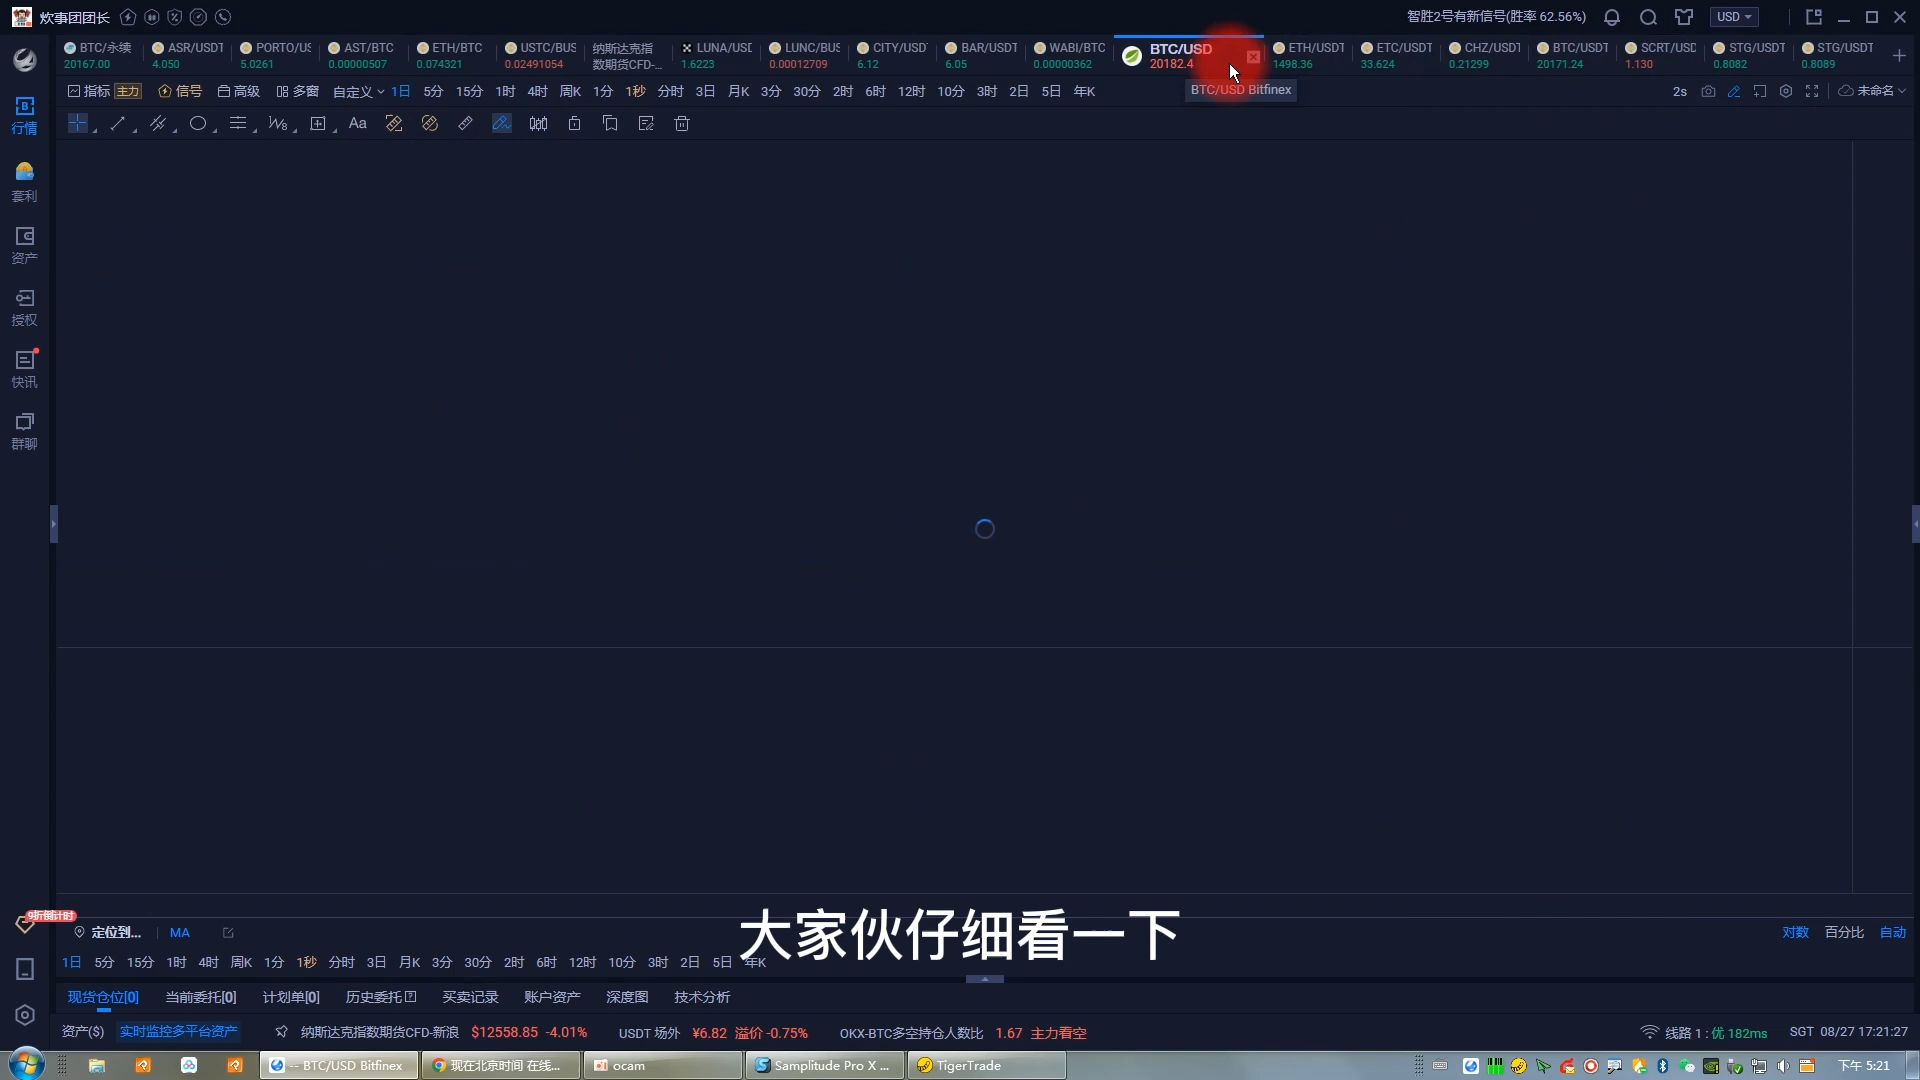 炊事团团长
智胜2号有新信号(胜率 62.56%)
USD
BTC/永续 ASR/USDT PORTO/US AST/BTC ETH/BTC USTC/BUS 纳斯达克指 LUNA/USD LUNC/BUS CITY/USD BAR/USDT WABI/BTC BTC/USD ETH/USDT ETC/USDT CHZ/USDT BTC/USDT SCRT/USD STG/USDT STG/USDT
20167.00 4.050 5.0261 0.00000507 0.074321 0.02491054 数期货CFD-... 1.6223 0.00012709 6.12 6.05 0.00000362 20182.4 1498.36 33.624 0.21299 20171.24 1.130 0.8082 0.8089
BTC/USD Bitfinex
指标 主力 信号 高级 多窗 自定义 1日 5分 15分 1时 4时 周K 1分 1秒 分时 3日 月K 3分 30分 2时 6时 12时 10分 3时 2日 5日 年K
2s 未命名
Aa
行情
套利
资产
授权
快讯
群聊
9折倒计时
大家伙仔细看一下
定位到... MA
对数 百分比 自动
1日 5分 15分 1时 4时 周K 1分 1秒 分时 3日 月K 3分 30分 2时 6时 12时 10分 3时 2日 5日 年K
现货仓位[0] 当前委托[0] 计划单[0] 历史委托 买卖记录 账户资产 深度图 技术分析
资产($) 实时监控多平台资产 纳斯达克指数期货CFD-新浪 $12558.85 -4.01% USDT 场外 ¥6.82 溢价 -0.75% OKX-BTC多空持仓人数比 1.67 主力看空
线路 1 : 优 182ms SGT 08/27 17:21:27
-- BTC/USD Bitfinex 现在北京时间 在线... ocam Samplitude Pro X ... TigerTrade
下午 5:21